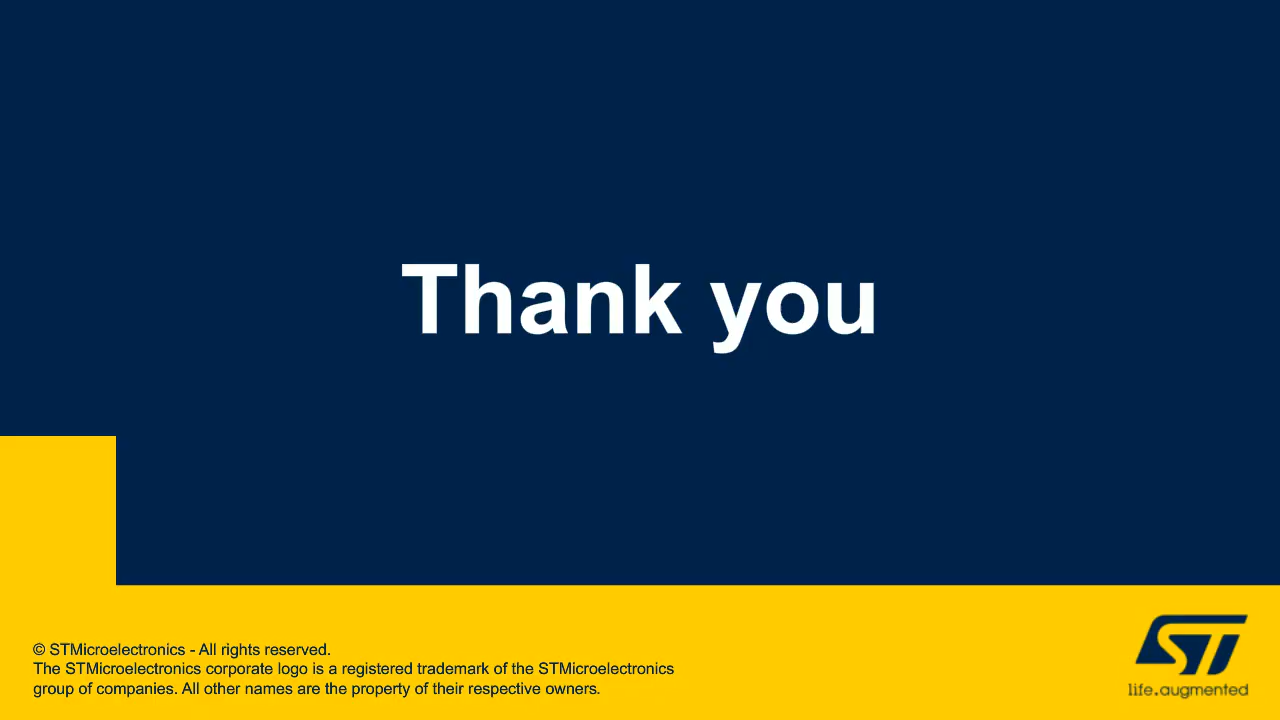 Thank you
© STMicroelectronics - All rights reserved.
The STMicroelectronics corporate logo is a registered trademark of the STMicroelectronics
group of companies. All other names are the property of their respective owners.
ST
life.augmented